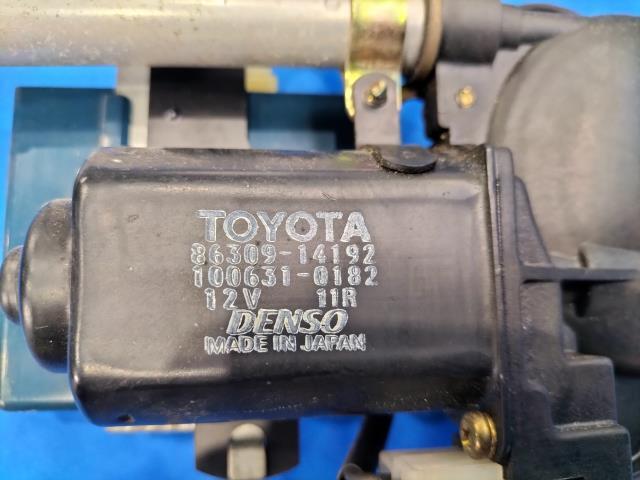 TOYOTA
86309-14192
100631-0182
12V 11R
DENSO
MADE IN JAPAN